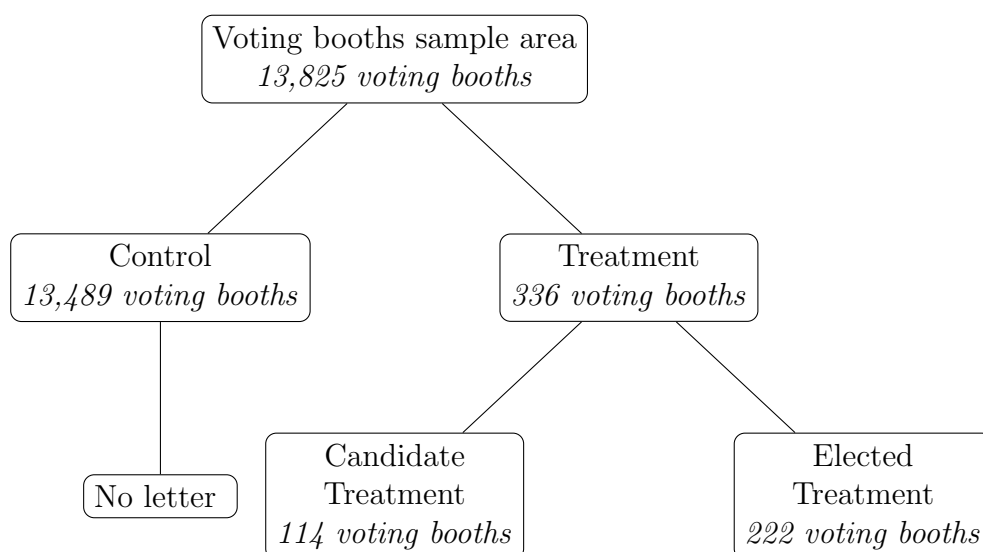 Voting booths sample area
13,825 voting booths
Control
13,489 voting booths
Treatment
336 voting booths
No letter
Candidate
Treatment
114 voting booths
Elected
Treatment
222 voting booths